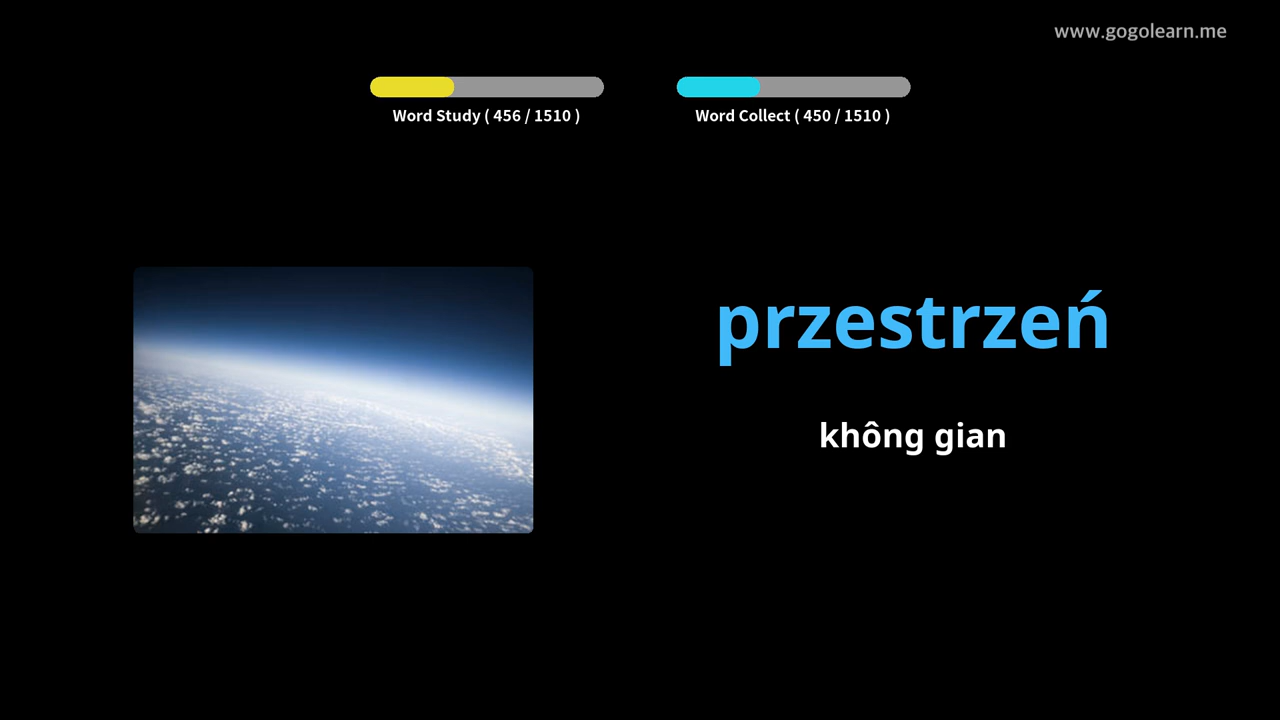 www.gogolearn.me
Word Study ( 456 / 1510 )
Word Collect ( 450 / 1510 )
przestrzeń
không gian